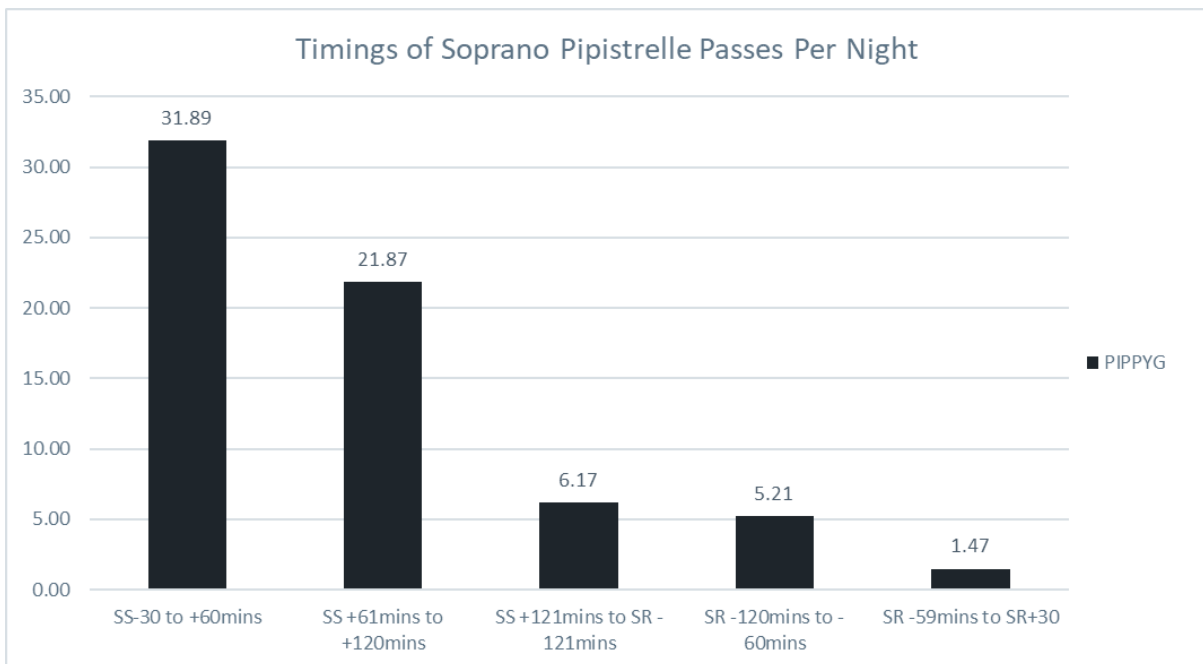 Timings of Soprano Pipistrelle Passes Per Night
35.00
30.00
25.00
20.00
15.00
10.00
5.00
0.00
31.89
21.87
6.17
5.21
1.47
SS-30 to +60mins
SS +61mins to
+120mins
SS +121mins to SR -
121mins
SR -120mins to -
60mins
SR -59mins to SR+30
PIPPYG